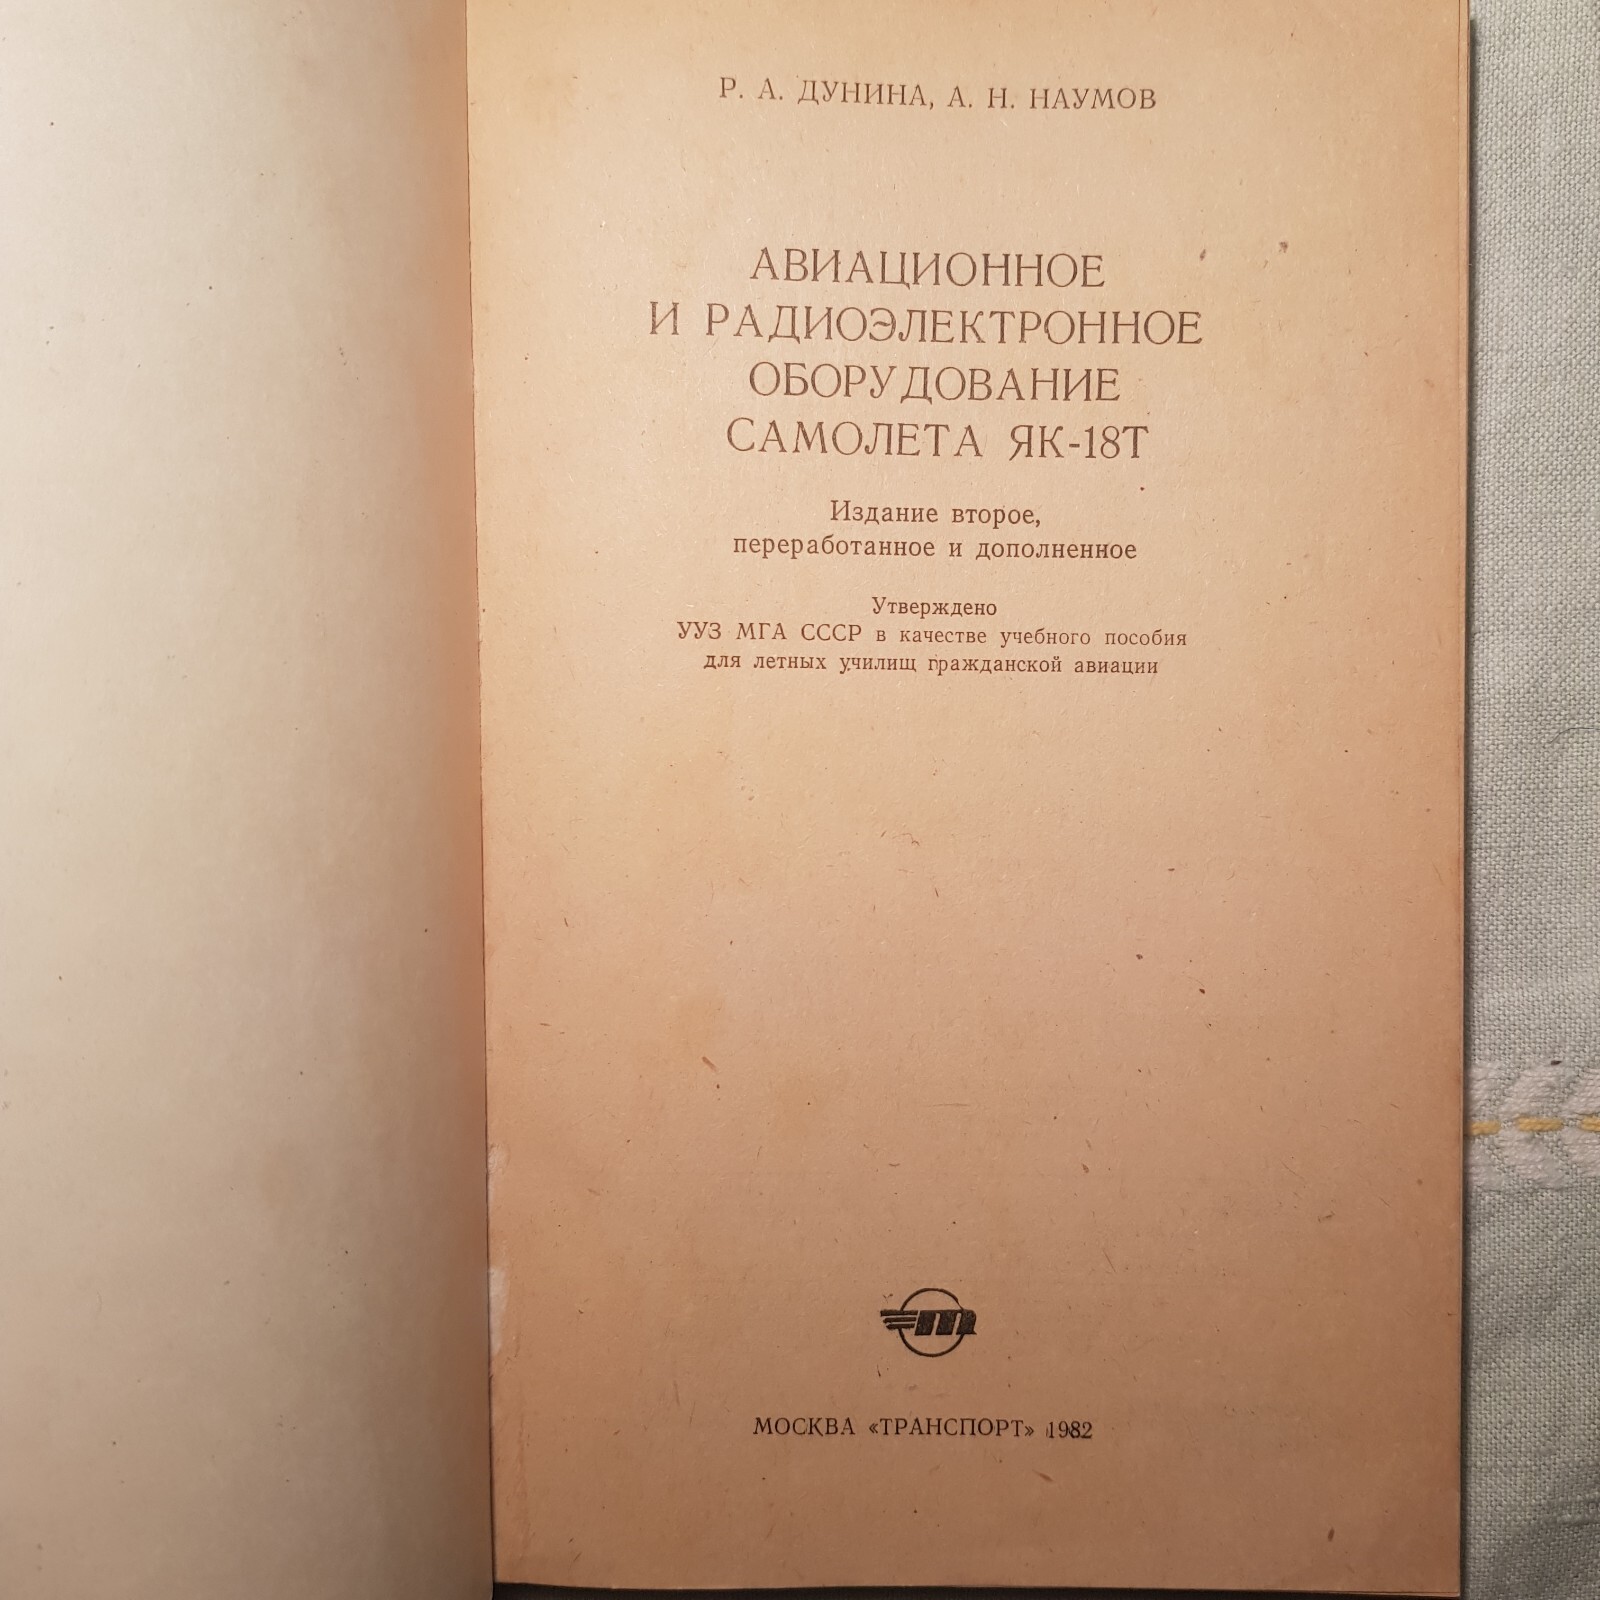 Р. А. ДУНИНА, А. Н. НАУМОВ
АВИАЦИОННОЕ
И РАДИОЭЛЕКТРОННОЕ
ОБОРУДОВАНИЕ
САМОЛЕТА ЯК-18Т
Издание второе,
переработанное и дополненное
Утверждено
УУЗ МГА СССР в качестве учебного пособия
для летных училищ гражданской авиации
т
МОСКВА «ТРАНСПОРТ» 1982